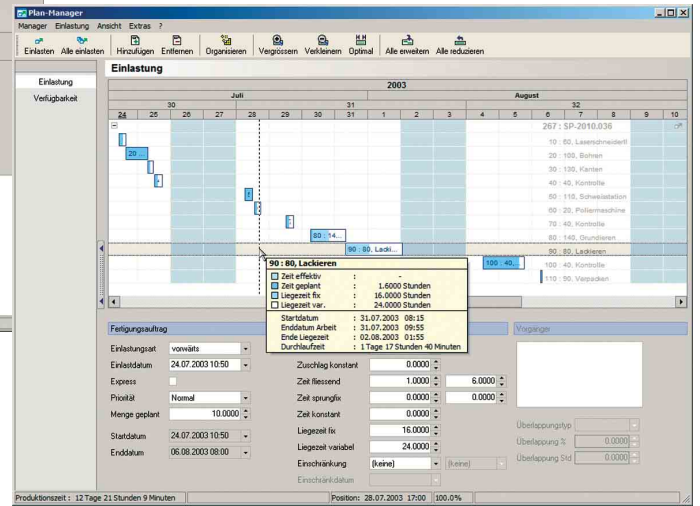 Plan-Manager
Manager Einlastung Ansicht Extras ?
Einlasten Alle einlasten Hinzufügen Entfernen Organisieren Vergrössern Verkleinern Optimal Alle erweitern Alle reduzieren
Einlastung
Einlastung
Verfügbarkeit
2003
Juli August
30 31 32
24 25 26 27 28 29 30 31 1 2 3 4 5 6 7 8 9 10
267 : SP-2010.036
10 : 60, Laserschneidertl
20 ... 20 : 100, Bohren
30 : 130, Kanten
40 : 40, Kontrolle
50 : 110, Schweisstation
60 : 20, Poliermaschine
70 : 40, Kontrolle
80 : 14... 80 : 140, Grundieren
90 : 80, Lacki... 90 : 80, Lackieren
100 : 40, 100 : 40, Kontrolle
110 : 50, Verpacken
90 : 80, Lackieren
Zeit effektiv : -
Zeit geplant : 1.6000 Stunden
Liegezeit fix : 16.0000 Stunden
Liegezeit var. : 24.0000 Stunden
Startdatum : 31.07.2003 08:15
Enddatum Arbeit : 31.07.2003 09:55
Ende Liegezeit : 02.08.2003 01:55
Durchlaufzeit : 1 Tage 17 Stunden 40 Minuten
Fertigungsauftrag
Einlastungsart vorwärts
Einlastdatum 24.07.2003 10:50
Express
Priorität Normal
Menge geplant 10.0000
Startdatum 24.07.2003 10:50
Enddatum 06.08.2003 08:00
Zuschlag konstant 0.0000
Zeit fliessend 1.0000 6.0000
Zeit sprungfix 0.0000 0.0000
Zeit konstant 0.0000
Liegezeit fix 16.0000
Liegezeit variabel 24.0000
Einschränkung (keine) (keine)
Einschränk.datum
Vorgänger
Überlappungstyp
Überlappung % 0.0000
Überlappung Std 0.0000
Produktionszeit : 12 Tage 21 Stunden 9 Minuten Position: 28.07.2003 17:00 100.0%